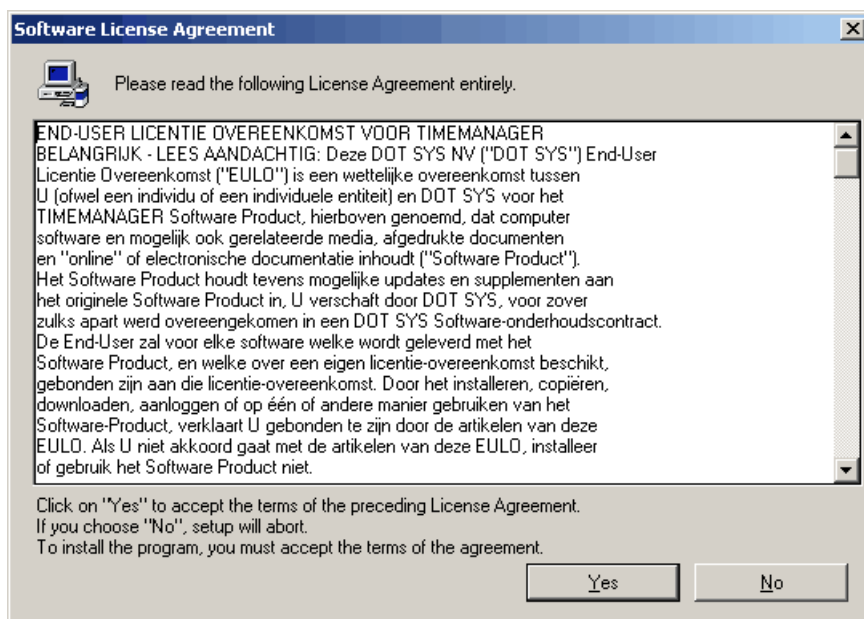 Software License Agreement
Please read the following License Agreement entirely.
END-USER LICENTIE OVEREENKOMST VOOR TIMEMANAGER
BELANGRIJK - LEES AANDACHTIG: Deze DOT SYS NV ("DOT SYS") End-User
Licentie Overeenkomst ("EULO") is een wettelijke overeenkomst tussen
U (ofwel een individu of een individuele entiteit) en DOT SYS voor het
TIMEMANAGER Software Product, hierboven genoemd, dat computer
software en mogelijk ook gerelateerde media, afgedrukte documenten
en "online" of electronische documentatie inhoudt ("Software Product").
Het Software Product houdt tevens mogelijke updates en supplementen aan
het originele Software Product in, U verschaft door DOT SYS, voor zover
zulks apart werd overeengekomen in een DOT SYS Software-onderhoudscontract.
De End-User zal voor elke software welke wordt geleverd met het
Software Product, en welke over een eigen licentie-overeenkomst beschikt,
gebonden zijn aan die licentie-overeenkomst. Door het installeren, copiëren,
downloaden, aanloggen of op één of andere manier gebruiken van het
Software-Product, verklaart U gebonden te zijn door de artikelen van deze
EULO. Als U niet akkoord gaat met de artikelen van deze EULO, installeer
of gebruik het Software Product niet.
Click on "Yes" to accept the terms of the preceding License Agreement.
If you choose "No", setup will abort.
To install the program, you must accept the terms of the agreement.
Yes No